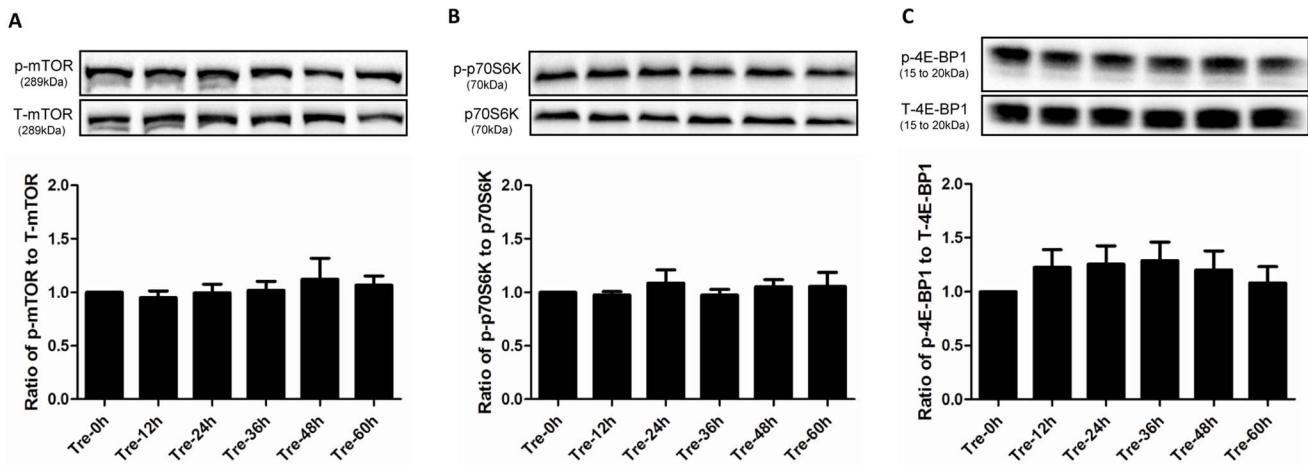 A
p-mTOR
(289kDa)
T-mTOR
(289kDa)
Ratio of p-mTOR to T-mTOR
2.0
1.5
1.0
0.5
0.0
Tre-0h
Tre-12h
Tre-24h
Tre-36h
Tre-48h
Tre-60h
B
p-p70S6K
(70kDa)
p70S6K
(70kDa)
Ratio of p-p70S6K to p70S6K
2.0
1.5
1.0
0.5
0.0
Tre-0h
Tre-12h
Tre-24h
Tre-36h
Tre-48h
Tre-60h
C
p-4E-BP1
(15 to 20kDa)
T-4E-BP1
(15 to 20kDa)
Ratio of p-4E-BP1 to T-4E-BP1
2.0
1.5
1.0
0.5
0.0
Tre-0h
Tre-12h
Tre-24h
Tre-36h
Tre-48h
Tre-60h